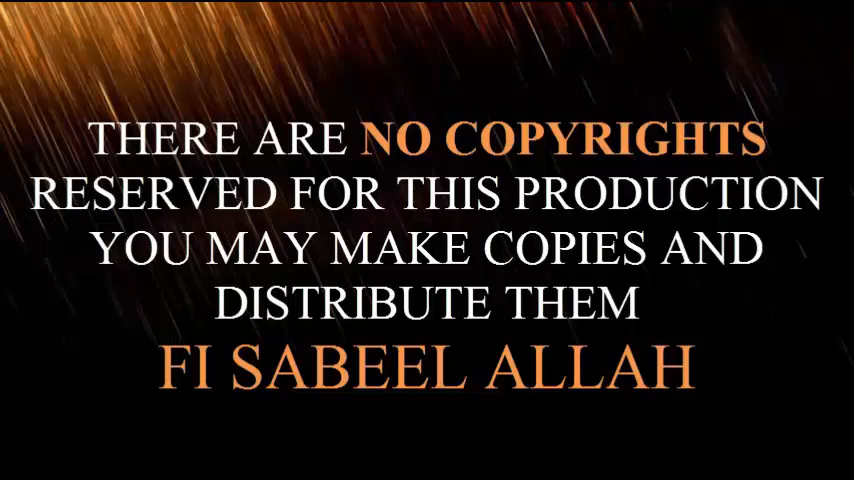 THERE ARE NO COPYRIGHTS
RESERVED FOR THIS PRODUCTION
YOU MAY MAKE COPIES AND
DISTRIBUTE THEM
FI SABEEL ALLAH